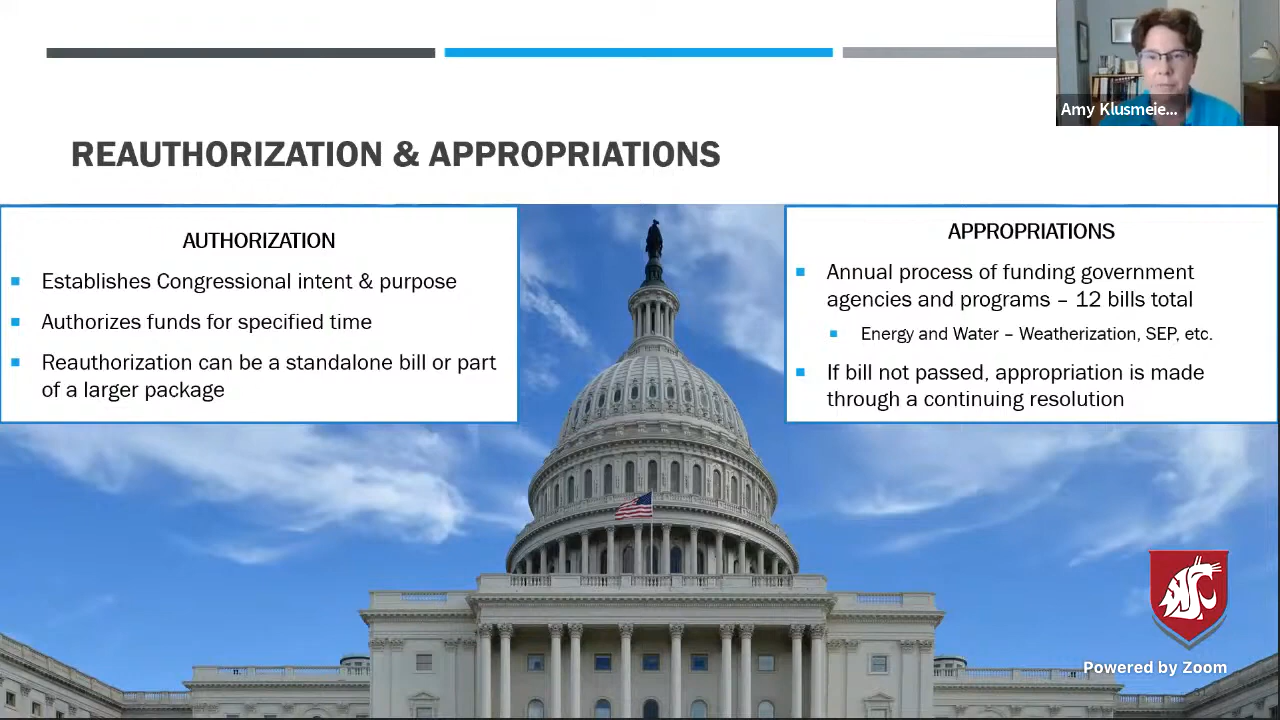 Amy Klusmeie...
REAUTHORIZATION & APPROPRIATIONS
AUTHORIZATION
Establishes Congressional intent & purpose
Authorizes funds for specified time
Reauthorization can be a standalone bill or part
of a larger package
APPROPRIATIONS
Annual process of funding government
agencies and programs – 12 bills total
Energy and Water – Weatherization, SEP, etc.
If bill not passed, appropriation is made
through a continuing resolution
Powered by Zoom